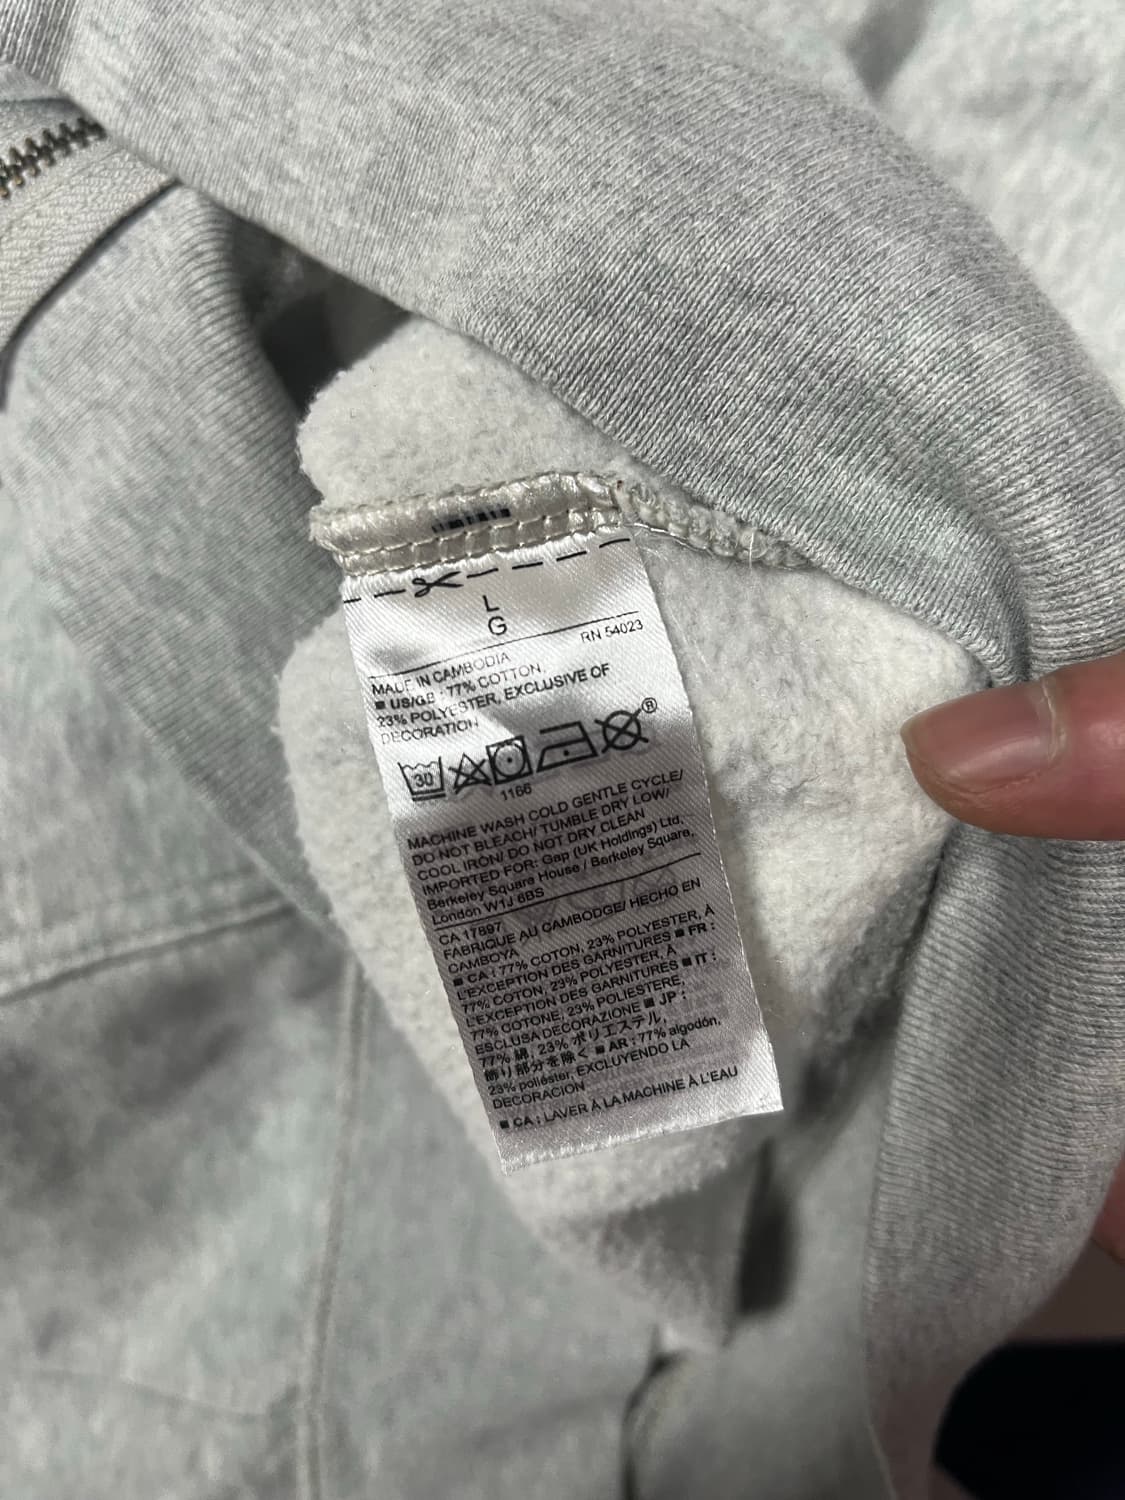 L
G
RN 54023
MADE IN CAMBODIA
■ US/GB : 77% COTTON,
23% POLYESTER, EXCLUSIVE OF
DECORATION
30
®
1166
MACHINE WASH COLD GENTLE CYCLE/
DO NOT BLEACH/ TUMBLE DRY LOW/
COOL IRON/ DO NOT DRY CLEAN
IMPORTED FOR: Gap (UK Holdings) Ltd,
Berkeley Square House / Berkeley Square,
London W1J 6BS
CA 17897
FABRIQUE AU CAMBODGE/ HECHO EN
CAMBOYA
■ CA : 77% COTON, 23% POLYESTER, À
L'EXCEPTION DES GARNITURES ■ FR :
77% COTON, 23% POLYESTER, À
L'EXCEPTION DES GARNITURES ■ IT :
77% COTONE, 23% POLIESTERE,
ESCLUSA DECORAZIONE ■ JP :
77% 綿, 23% ポリエステル,
飾り部分を除く ■ AR : 77% algodón,
23% poliéster, EXCLUYENDO LA
DECORACION
■ CA : LAVER À LA MACHINE À L'EAU